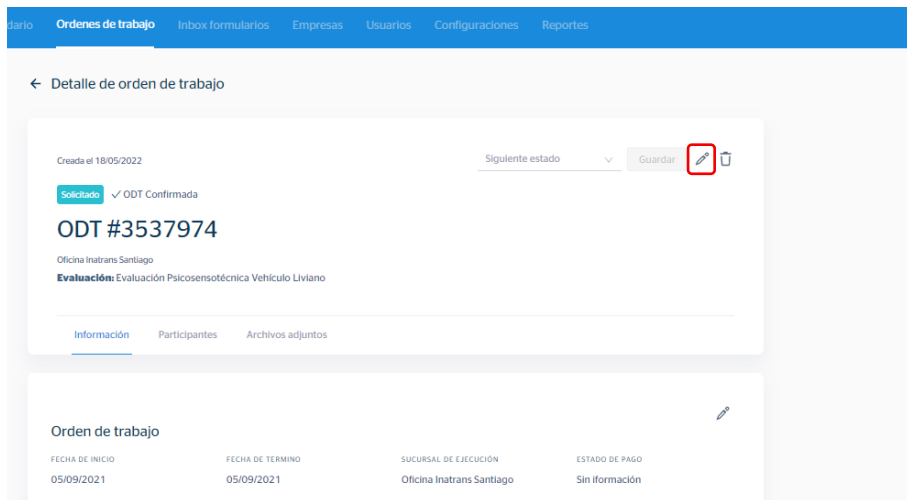 dario Ordenes de trabajo Inbox formularios Empresas Usuarios Configuraciones Reportes
← Detalle de orden de trabajo
Creada el 18/05/2022 Siguiente estado Guardar
Solicitado ✓ ODT Confirmada
ODT #3537974
Oficina Inatrans Santiago
Evaluación: Evaluación Psicosensotécnica Vehículo Liviano
Información Participantes Archivos adjuntos
Orden de trabajo
FECHA DE INICIO FECHA DE TERMINO SUCURSAL DE EJECUCIÓN ESTADO DE PAGO
05/09/2021 05/09/2021 Oficina Inatrans Santiago Sin iformación